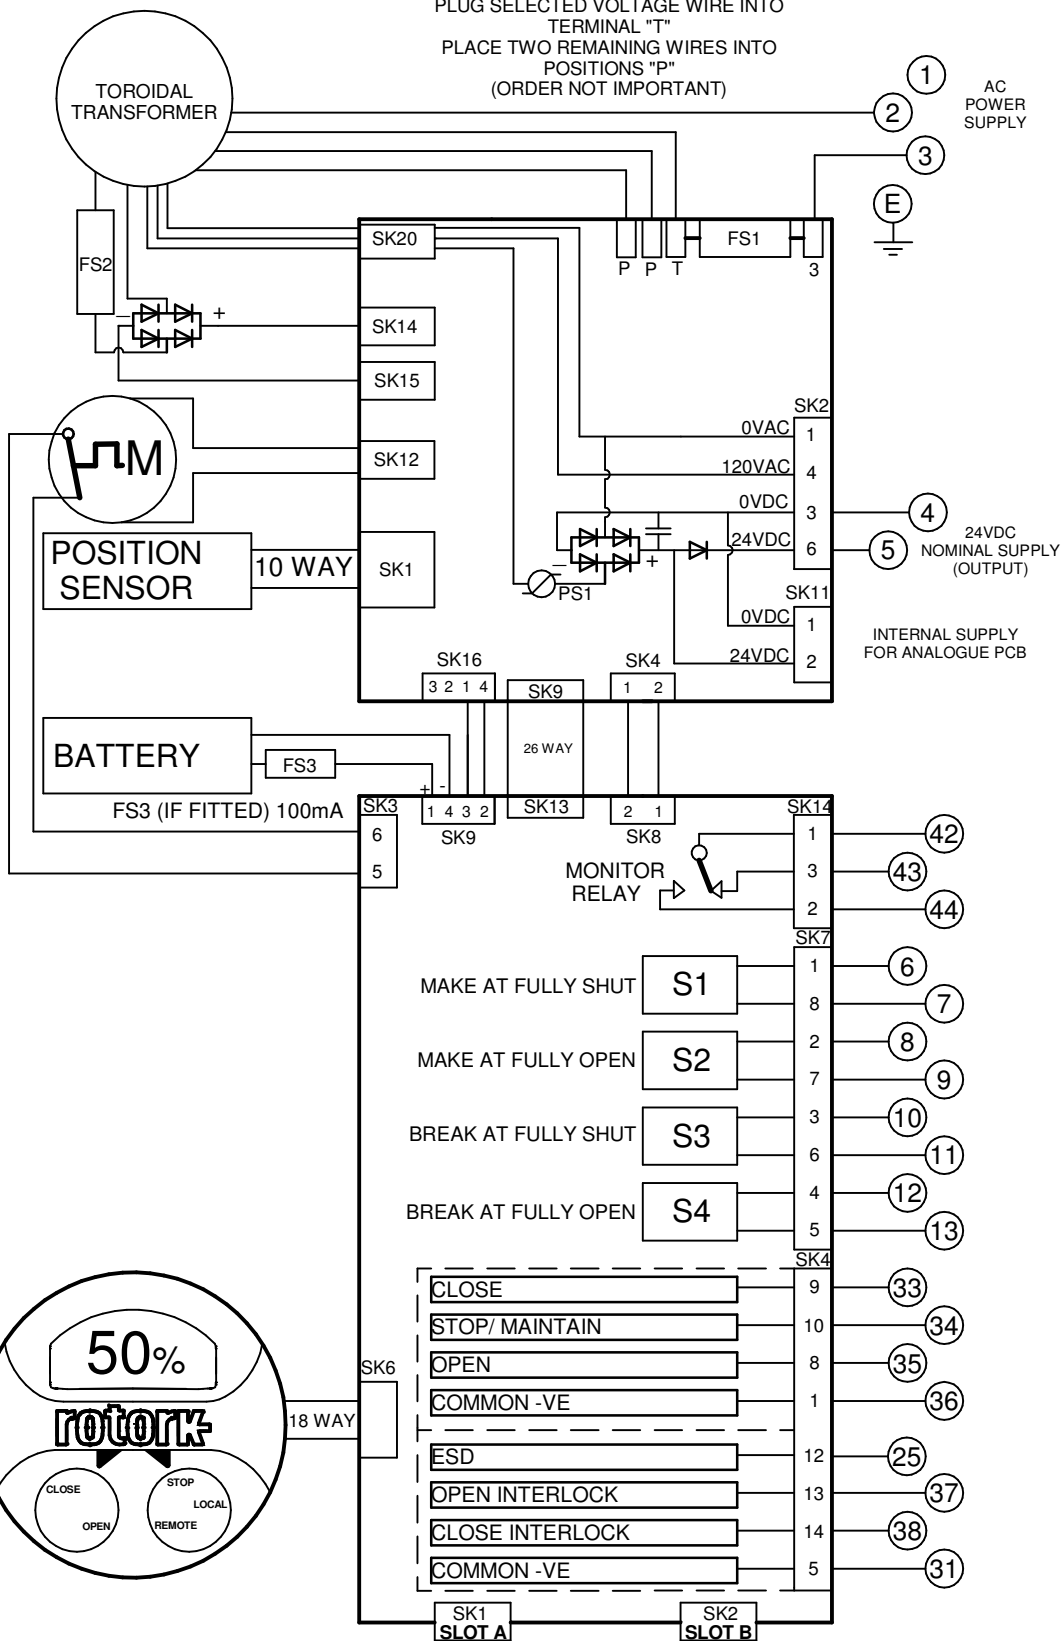 PLUG SELECTED VOLTAGE WIRE INTO
TERMINAL "T"
PLACE TWO REMAINING WIRES INTO
POSITIONS "P"
(ORDER NOT IMPORTANT)
TOROIDAL
TRANSFORMER
1
2
3
E
AC
POWER
SUPPLY
FS2
SK20
P P T
FS1
3
SK14
SK15
SK12
M
POSITION
SENSOR
10 WAY
SK1
SK2
0VAC 1
120VAC 4
0VDC 3
24VDC 6
4
5
24VDC
NOMINAL SUPPLY
(OUTPUT)
− +
− +
PS1
SK11
0VDC 1
24VDC 2
INTERNAL SUPPLY
FOR ANALOGUE PCB
SK16
3 2 1 4
SK9
SK4
1 2
26 WAY
BATTERY
FS3
FS3 (IF FITTED) 100mA
+ -
SK3
6
5
1 4 3 2
SK9
SK13
2 1
SK8
SK14
MONITOR
RELAY
1 42
3 43
2 44
SK7
MAKE AT FULLY SHUT S1
1 6
8 7
MAKE AT FULLY OPEN S2
2 8
7 9
BREAK AT FULLY SHUT S3
3 10
6 11
BREAK AT FULLY OPEN S4
4 12
5 13
SK4
CLOSE 9 33
STOP/ MAINTAIN 10 34
OPEN 8 35
COMMON -VE 1 36
ESD 12 25
OPEN INTERLOCK 13 37
CLOSE INTERLOCK 14 38
COMMON -VE 5 31
50%
rotork
CLOSE
OPEN
STOP
LOCAL
REMOTE
18 WAY
SK6
SK1
SLOT A
SK2
SLOT B